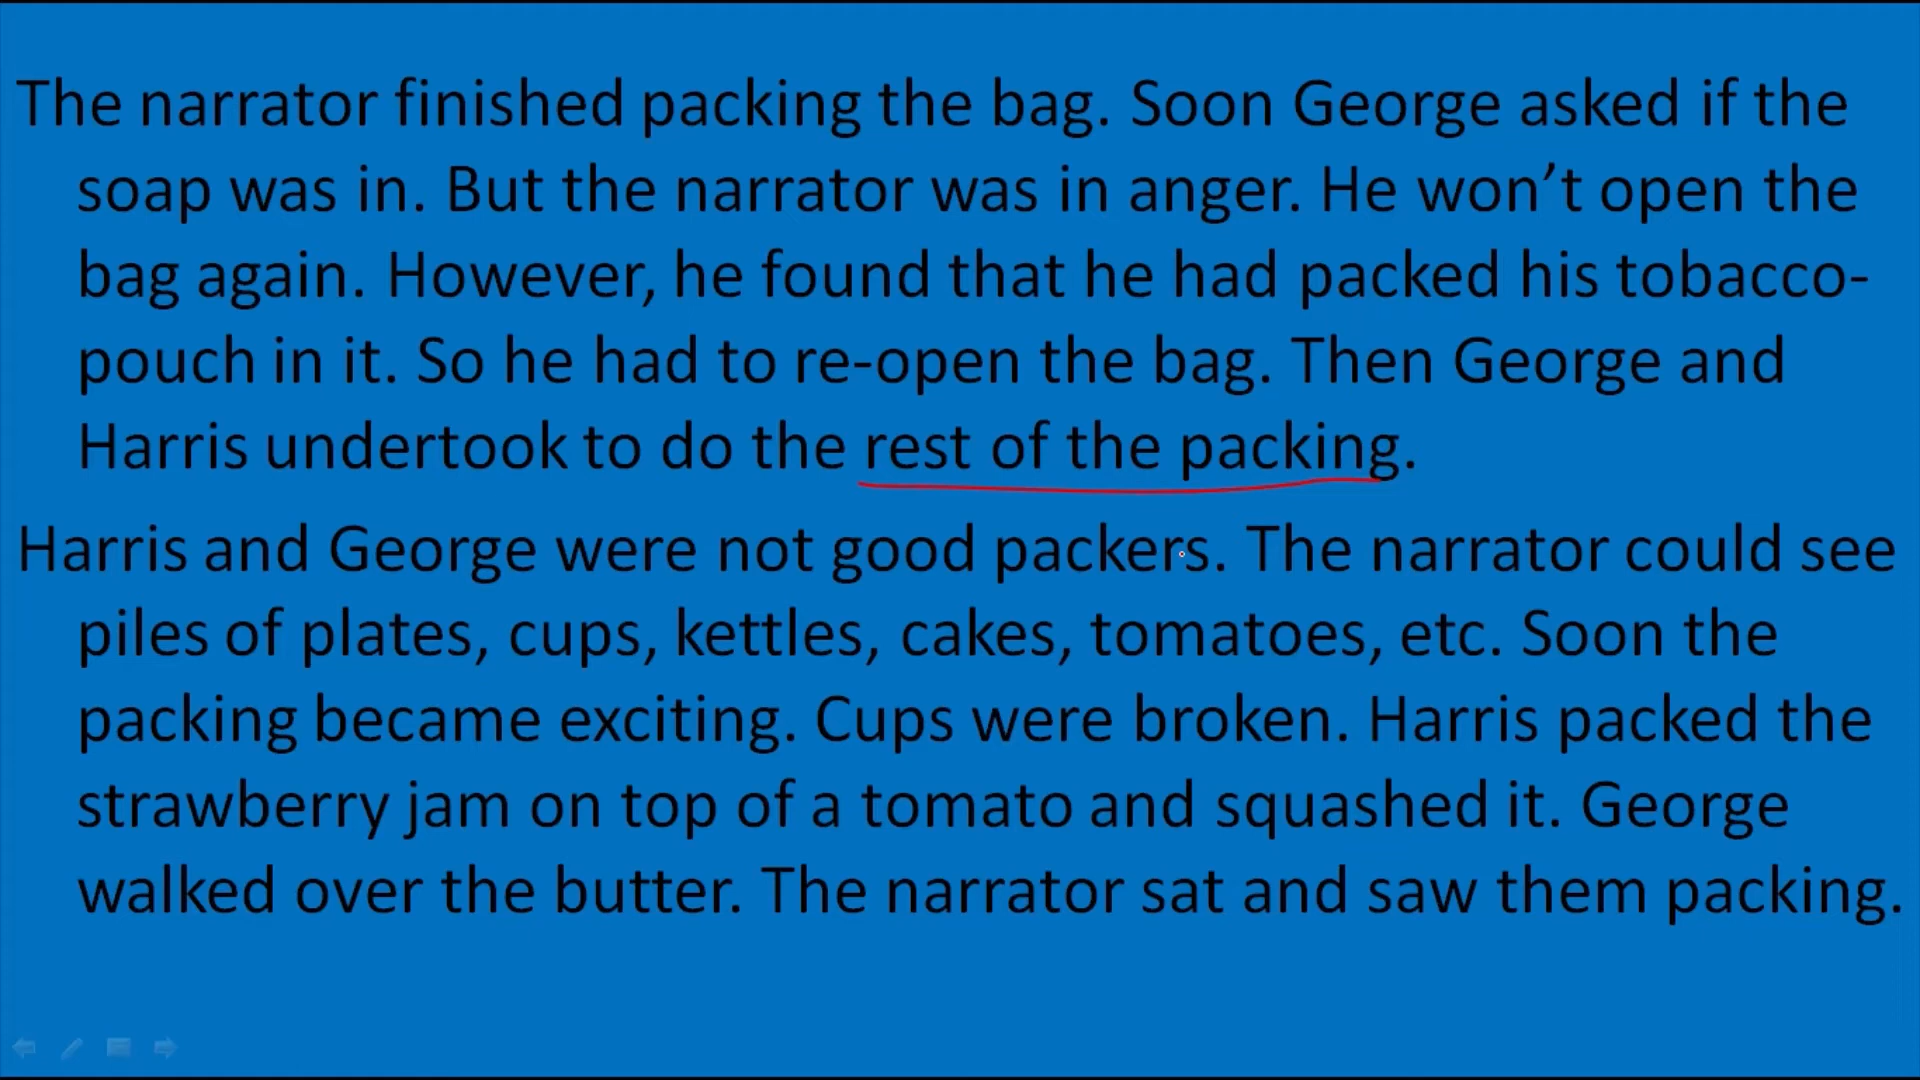 The narrator finished packing the bag. Soon George asked if the
soap was in. But the narrator was in anger. He won’t open the
bag again. However, he found that he had packed his tobacco-
pouch in it. So he had to re-open the bag. Then George and
Harris undertook to do the rest of the packing.
Harris and George were not good packers. The narrator could see
piles of plates, cups, kettles, cakes, tomatoes, etc. Soon the
packing became exciting. Cups were broken. Harris packed the
strawberry jam on top of a tomato and squashed it. George
walked over the butter. The narrator sat and saw them packing.